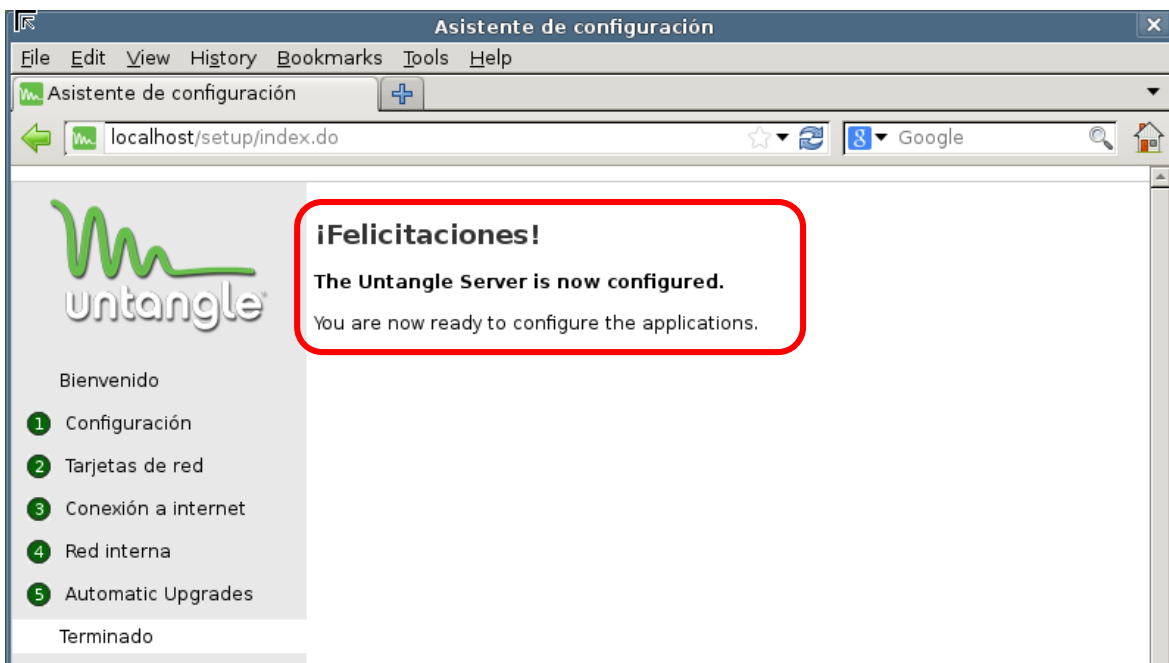 Asistente de configuración
File Edit View History Bookmarks Tools Help
Asistente de configuración
localhost/setup/index.do
8 Google
untangle
¡Felicitaciones!
The Untangle Server is now configured.
You are now ready to configure the applications.
Bienvenido
1 Configuración
2 Tarjetas de red
3 Conexión a internet
4 Red interna
5 Automatic Upgrades
Terminado